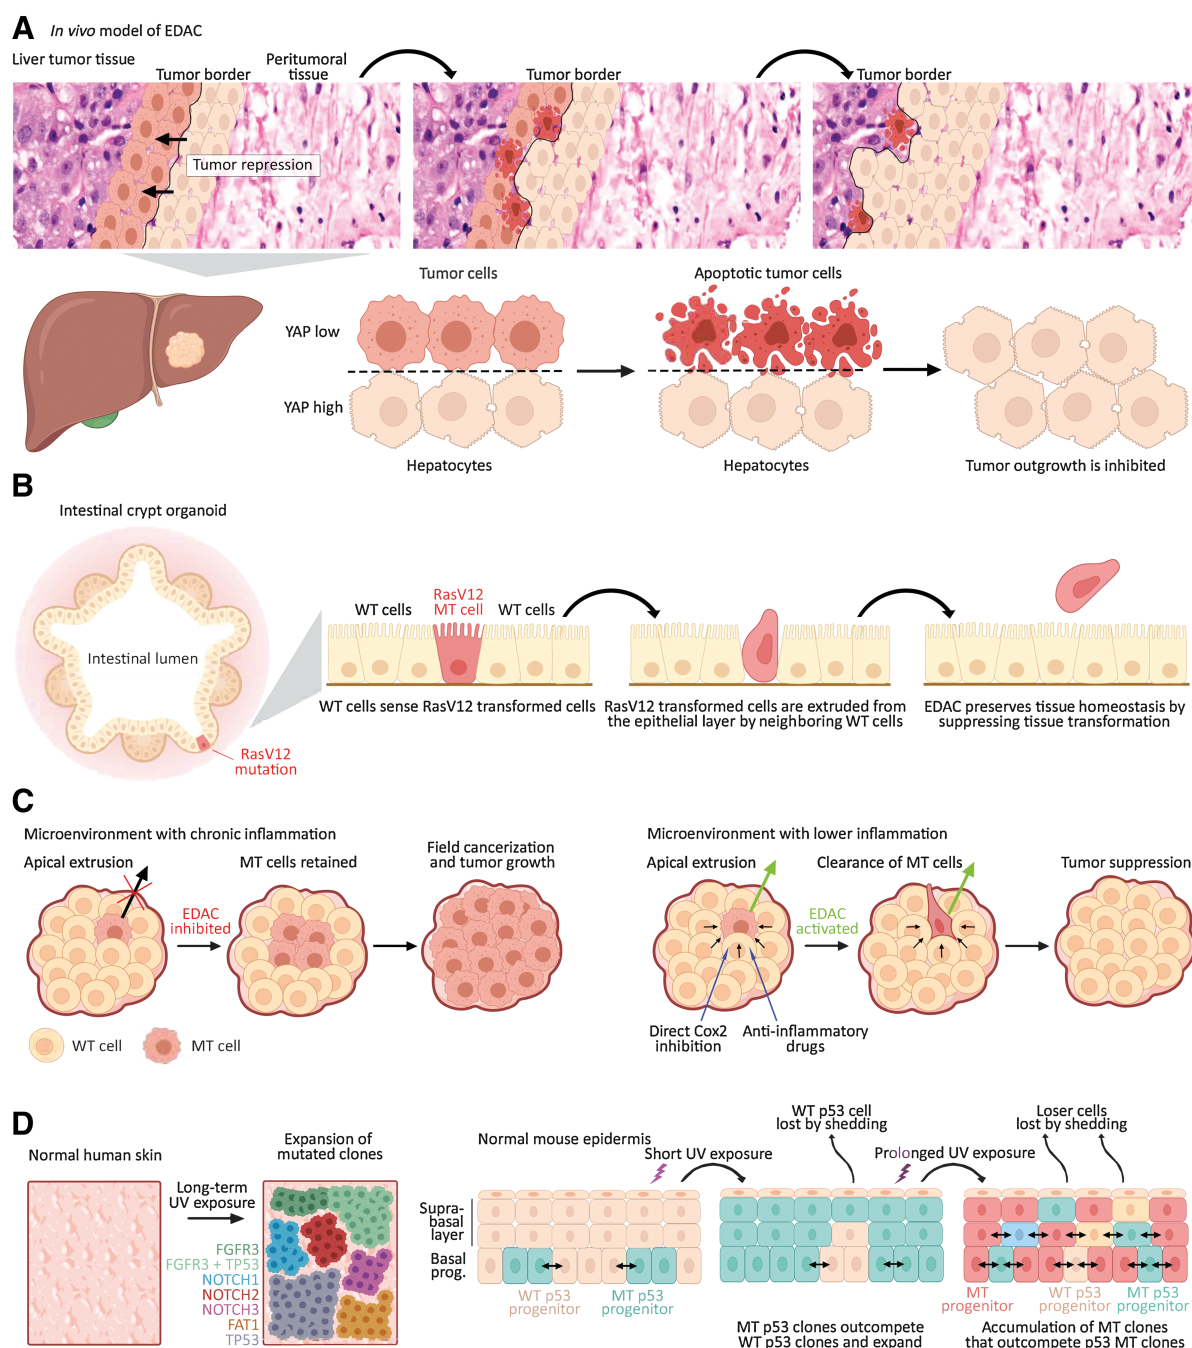 A
In vivo model of EDAC
Liver tumor tissue
Tumor border
Peritumoral
tissue
Tumor border
Tumor border
Tumor repression
Tumor cells
Apoptotic tumor cells
YAP low
YAP high
Hepatocytes
Hepatocytes
Tumor outgrowth is inhibited
B
Intestinal crypt organoid
Intestinal lumen
RasV12
mutation
WT cells
RasV12
MT cell
WT cells
WT cells sense RasV12 transformed cells
RasV12 transformed cells are extruded from
the epithelial layer by neighboring WT cells
EDAC preserves tissue homeostasis by
suppressing tissue transformation
C
Microenvironment with chronic inflammation
Apical extrusion
MT cells retained
Field cancerization
and tumor growth
EDAC
inhibited
WT cell
MT cell
Microenvironment with lower inflammation
Apical extrusion
Clearance of MT cells
Tumor suppression
EDAC
activated
Direct Cox2
inhibition
Anti-inflammatory
drugs
D
Normal human skin
Long-term
UV exposure
Expansion of
mutated clones
FGFR3
FGFR3 + TP53
NOTCH1
NOTCH2
NOTCH3
FAT1
TP53
Normal mouse epidermis
Short UV exposure
WT p53 cell
lost by shedding
Prolonged UV exposure
Loser cells
lost by shedding
Supra-
basal
layer
Basal
prog.
WT p53
progenitor
MT p53
progenitor
MT p53 clones outcompete
WT p53 clones and expand
MT
progenitor
WT p53
progenitor
MT p53
progenitor
Accumulation of MT clones
that outcompete p53 MT clones